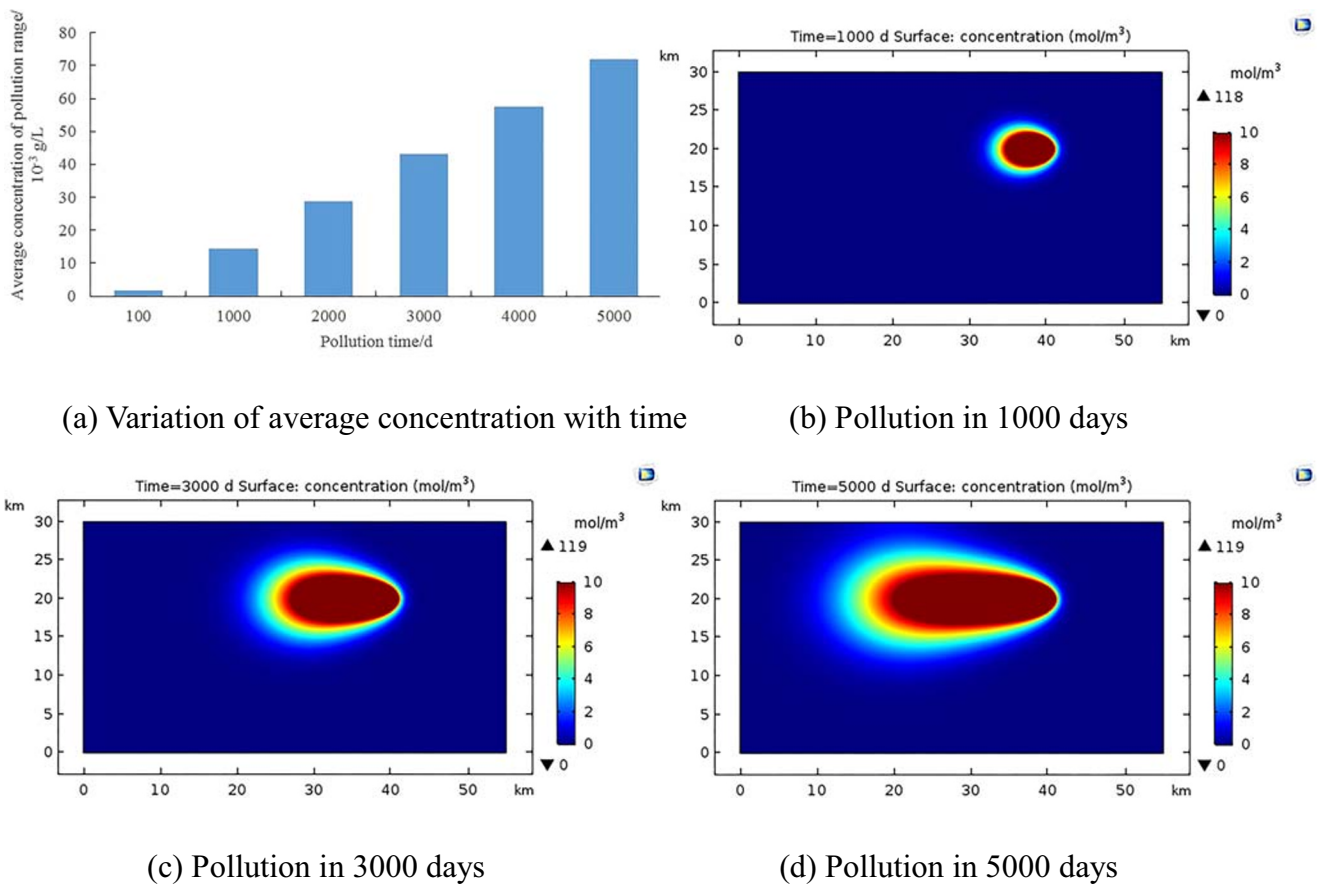 Average concentration of pollution range/
10⁻³ g/L
80
70
60
50
40
30
20
10
0
100 1000 2000 3000 4000 5000
Pollution time/d
(a) Variation of average concentration with time
Time=1000 d Surface: concentration (mol/m³)
km
30
25
20
15
10
5
0
0 10 20 30 40 50 km
mol/m³
▲ 118
10
8
6
4
2
0
▼ 0
(b) Pollution in 1000 days
Time=3000 d Surface: concentration (mol/m³)
km
30
25
20
15
10
5
0
0 10 20 30 40 50 km
mol/m³
▲ 119
10
8
6
4
2
0
▼ 0
(c) Pollution in 3000 days
Time=5000 d Surface: concentration (mol/m³)
km
30
25
20
15
10
5
0
0 10 20 30 40 50 km
mol/m³
▲ 119
10
8
6
4
2
0
▼ 0
(d) Pollution in 5000 days